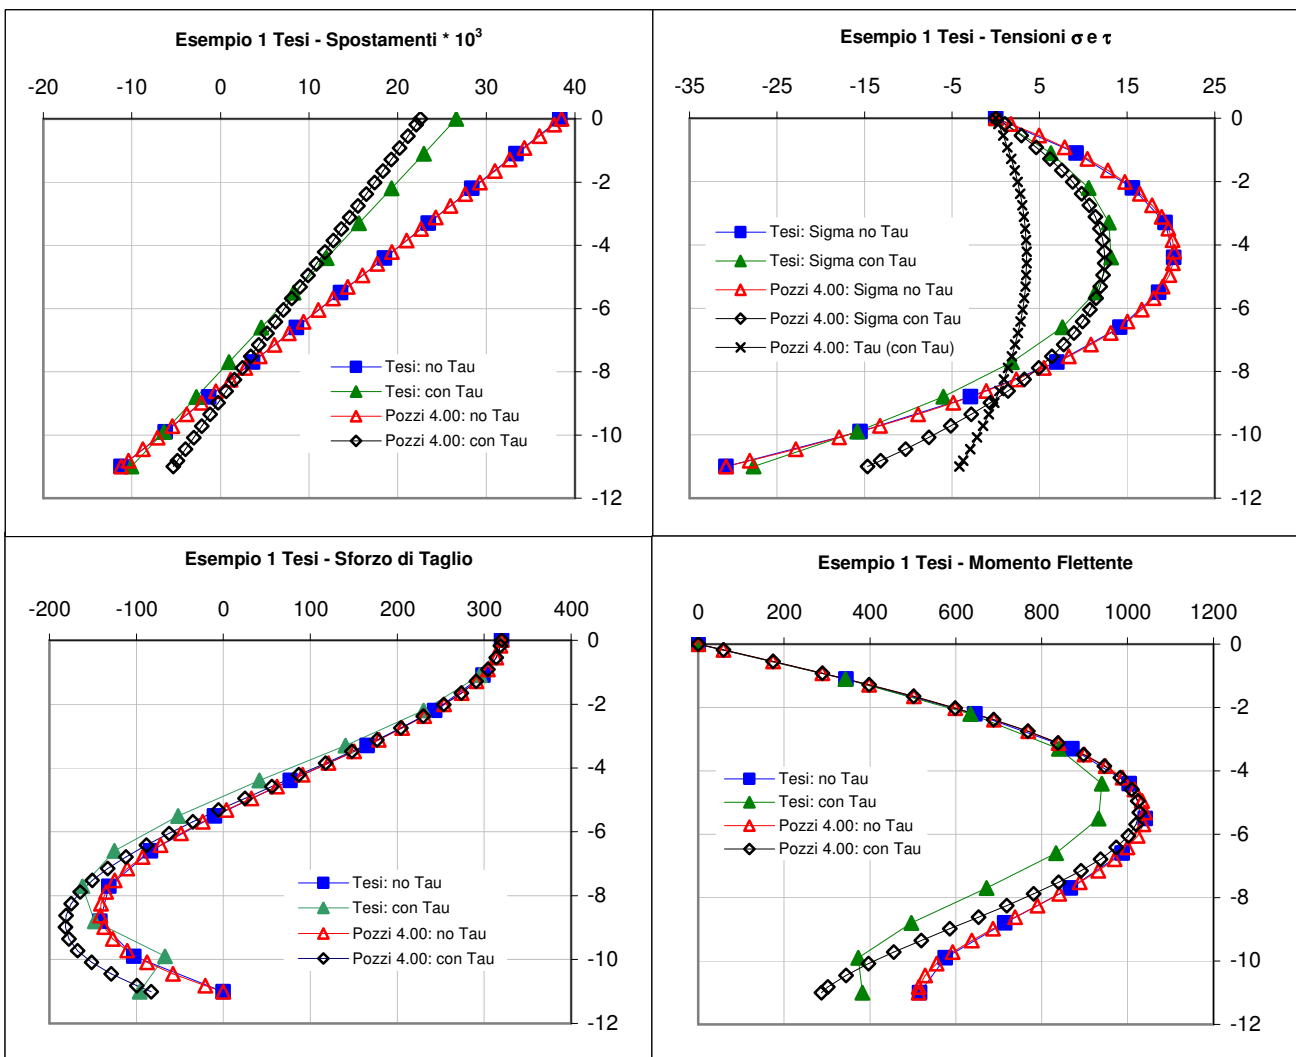 Esempio 1 Tesi - Spostamenti * 10³
-20 -10 0 10 20 30 40
0
-2
-4
-6
-8
-10
-12
Tesi: no Tau
Tesi: con Tau
Pozzi 4.00: no Tau
Pozzi 4.00: con Tau
Esempio 1 Tesi - Tensioni σ e τ
-35 -25 -15 -5 5 15 25
0
-2
-4
-6
-8
-10
-12
Tesi: Sigma no Tau
Tesi: Sigma con Tau
Pozzi 4.00: Sigma no Tau
Pozzi 4.00: Sigma con Tau
Pozzi 4.00: Tau (con Tau)
Esempio 1 Tesi - Sforzo di Taglio
-200 -100 0 100 200 300 400
0
-2
-4
-6
-8
-10
-12
Tesi: no Tau
Tesi: con Tau
Pozzi 4.00: no Tau
Pozzi 4.00: con Tau
Esempio 1 Tesi - Momento Flettente
0 200 400 600 800 1000 1200
0
-2
-4
-6
-8
-10
-12
Tesi: no Tau
Tesi: con Tau
Pozzi 4.00: no Tau
Pozzi 4.00: con Tau